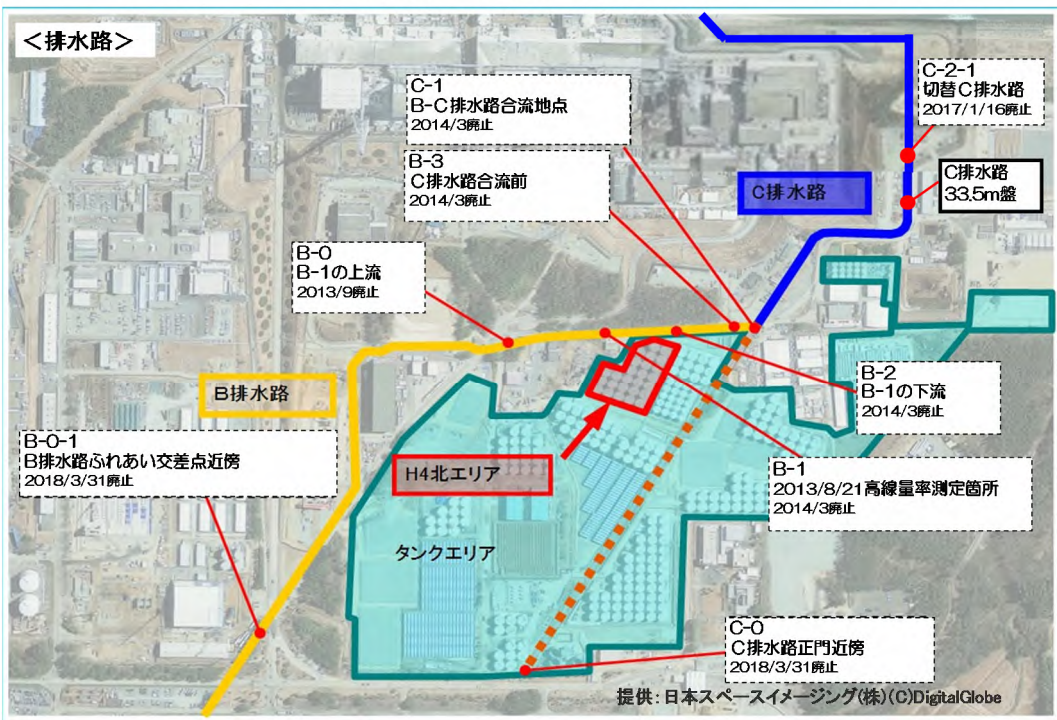 ＜排水路＞
C-2-1
切替C排水路
2017/1/16廃止
C-1
B-C排水路合流地点
2014/3廃止
B-3
C排水路合流前
2014/3廃止
C排水路
33.5m盤
C排水路
B-0
B-1の上流
2013/9廃止
B排水路
B-2
B-1の下流
2014/3廃止
B-0-1
B排水路ふれあい交差点近傍
2018/3/31廃止
H4北エリア
B-1
2013/8/21高線量率測定箇所
2014/3廃止
タンクエリア
C-0
C排水路正門近傍
2018/3/31廃止
提供：日本スペースイメージング(株)(C)DigitalGlobe